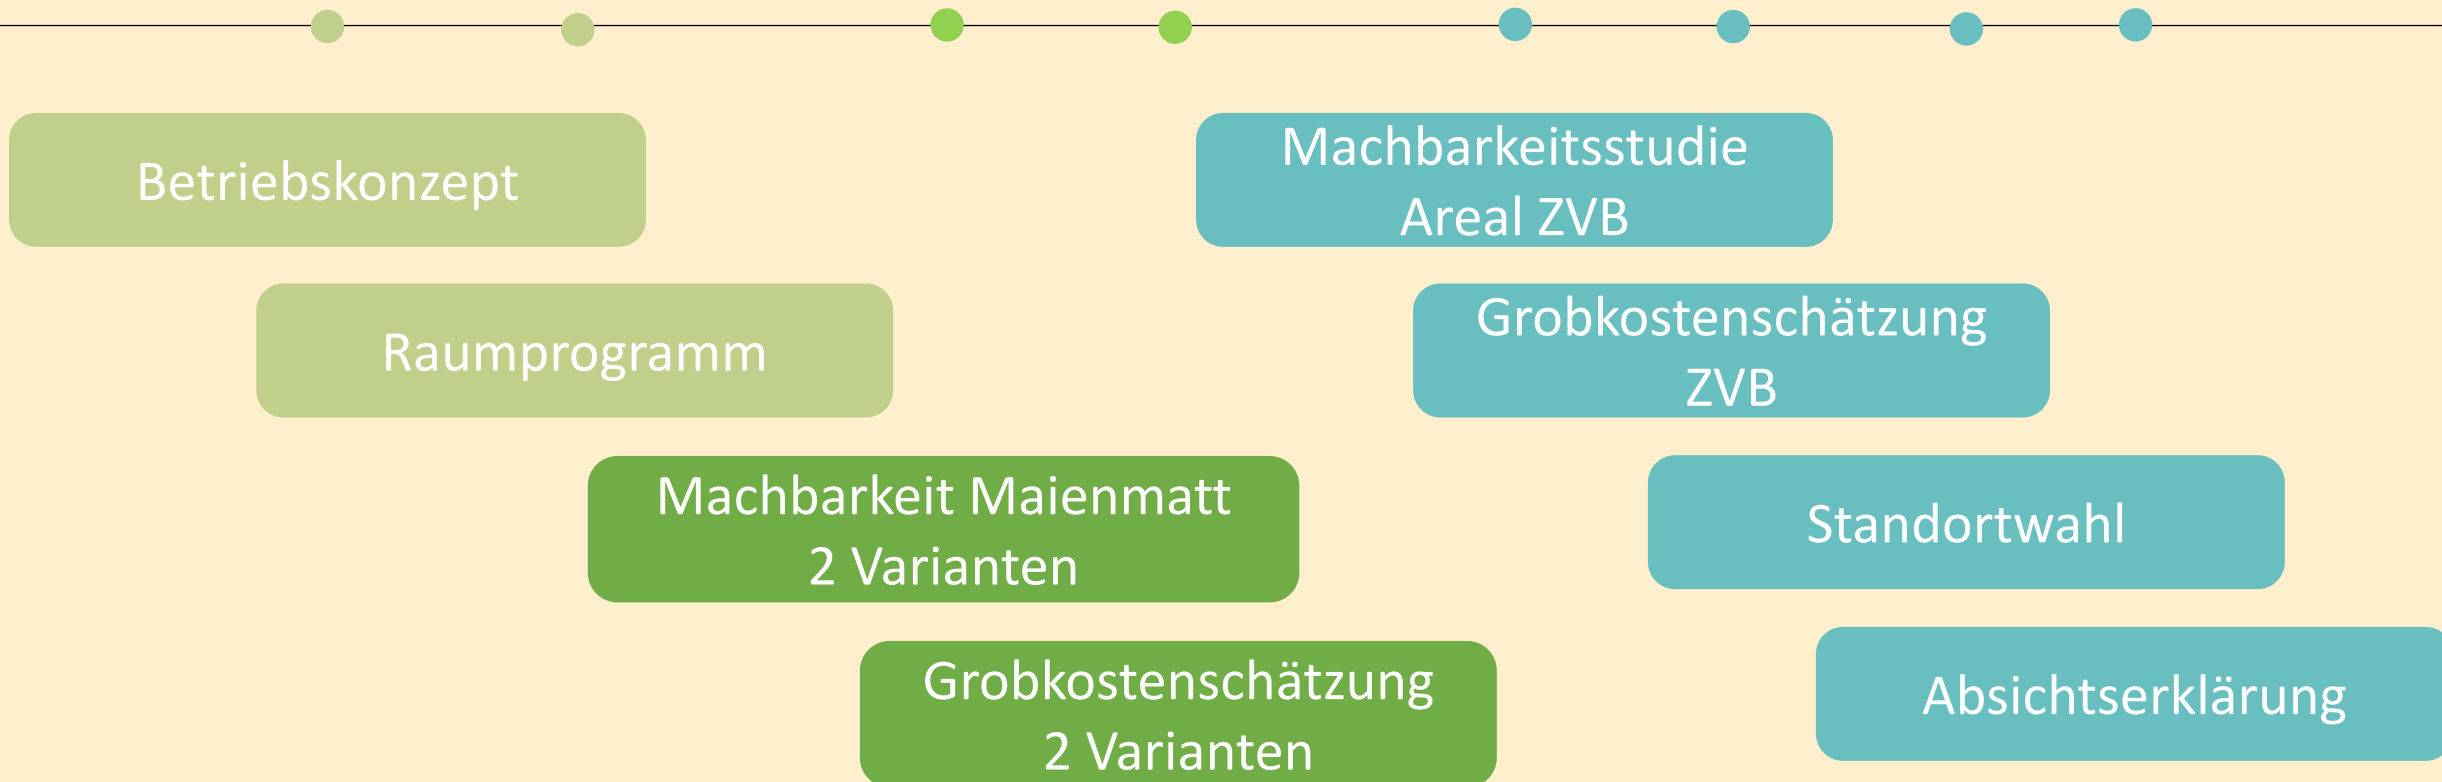 Betriebskonzept
Raumprogramm
Machbarkeit Maienmatt
2 Varianten
Grobkostenschätzung
2 Varianten
Machbarkeitsstudie
Areal ZVB
Grobkostenschätzung
ZVB
Standortwahl
Absichtserklärung